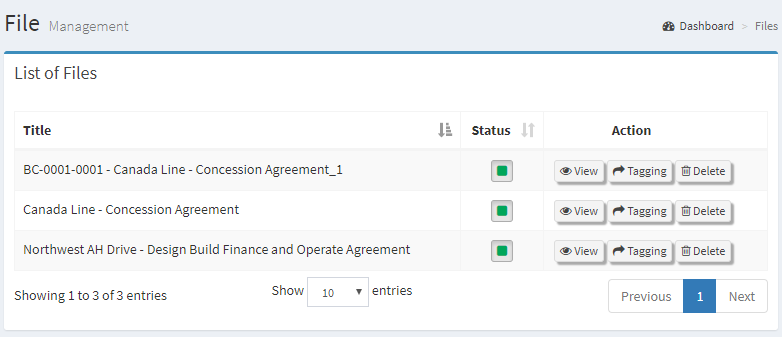 File Management
Dashboard > Files
List of Files
Title Status Action
BC-0001-0001 - Canada Line - Concession Agreement_1 View Tagging Delete
Canada Line - Concession Agreement View Tagging Delete
Northwest AH Drive - Design Build Finance and Operate Agreement View Tagging Delete
Showing 1 to 3 of 3 entries Show 10 entries Previous 1 Next